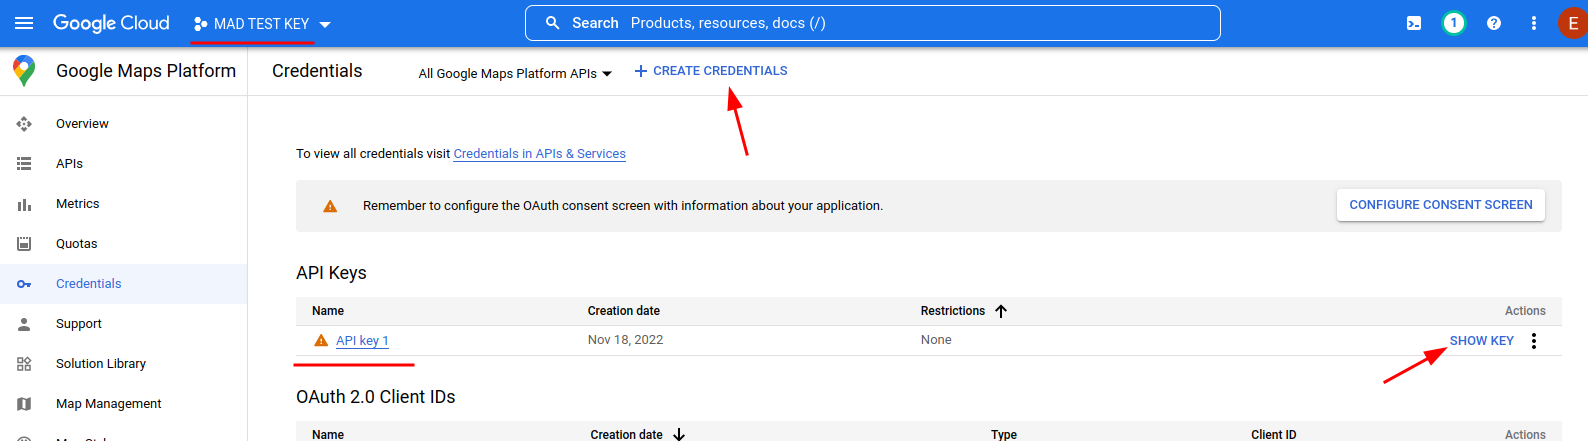 Google Cloud MAD TEST KEY Search Products, resources, docs (/) 1 E
Google Maps Platform Credentials All Google Maps Platform APIs + CREATE CREDENTIALS
Overview
APIs
Metrics
Quotas
Credentials
Support
Solution Library
Map Management
To view all credentials visit Credentials in APIs & Services
Remember to configure the OAuth consent screen with information about your application. CONFIGURE CONSENT SCREEN
API Keys
Name Creation date Restrictions Actions
API key 1 Nov 18, 2022 None SHOW KEY
OAuth 2.0 Client IDs
Name Creation date Type Client ID Actions